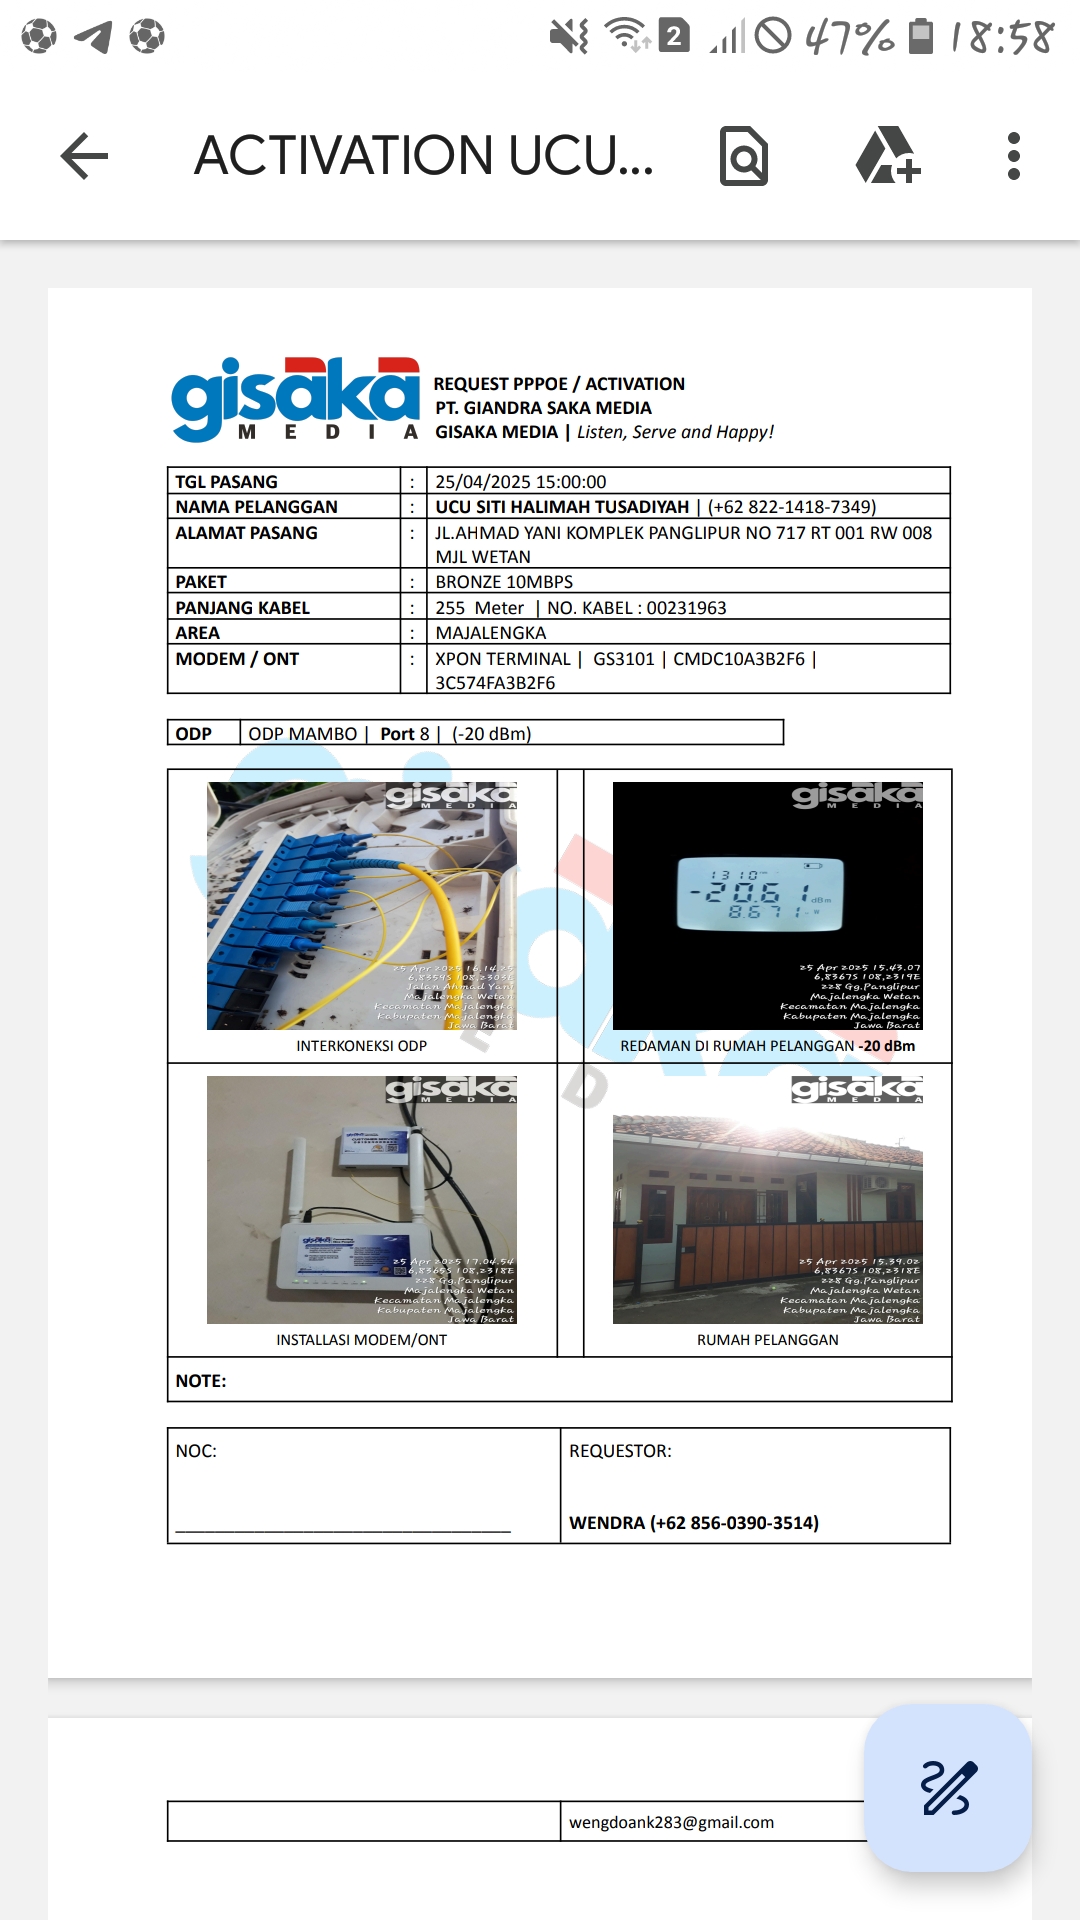 2 47% 18:58
ACTIVATION UCU...
gisaka
MEDIA
REQUEST PPPOE / ACTIVATION
PT. GIANDRA SAKA MEDIA
GISAKA MEDIA | Listen, Serve and Happy!
TGL PASANG : 25/04/2025 15:00:00
NAMA PELANGGAN : UCU SITI HALIMAH TUSADIYAH | (+62 822-1418-7349)
ALAMAT PASANG : JL.AHMAD YANI KOMPLEK PANGLIPUR NO 717 RT 001 RW 008
MJL WETAN
PAKET : BRONZE 10MBPS
PANJANG KABEL : 255 Meter | NO. KABEL : 00231963
AREA : MAJALENGKA
MODEM / ONT : XPON TERMINAL | GS3101 | CMDC10A3B2F6 |
3C574FA3B2F6
ODP ODP MAMBO | Port 8 | (-20 dBm)
gisaka
MEDIA
25 Apr 2025 16.14.25
6,8354S 108,2303E
Jalan Ahmad Yani
Majalengka Wetan
Kecamatan Majalengka
Kabupaten Majalengka
Jawa Barat
INTERKONEKSI ODP
gisaka
MEDIA
1310
-20.61 dBm
8.671
25 Apr 2025 15.43.07
6,8367S 108,2319E
228 Gg.Panglipur
Majalengka Wetan
Kecamatan Majalengka
Kabupaten Majalengka
Jawa Barat
REDAMAN DI RUMAH PELANGGAN -20 dBm
gisaka
MEDIA
CUSTOMER SERVICE
gisaka
25 Apr 2025 17.04.54
6,8366S 108,2318E
228 Gg.Panglipur
Majalengka Wetan
Kecamatan Majalengka
Kabupaten Majalengka
Jawa Barat
INSTALLASI MODEM/ONT
gisaka
MEDIA
25 Apr 2025 15.39.02
6,8367S 108,2318E
228 Gg.Panglipur
Majalengka Wetan
Kecamatan Majalengka
Kabupaten Majalengka
Jawa Barat
RUMAH PELANGGAN
NOTE:
NOC:
REQUESTOR:
WENDRA (+62 856-0390-3514)
wengdoank283@gmail.com